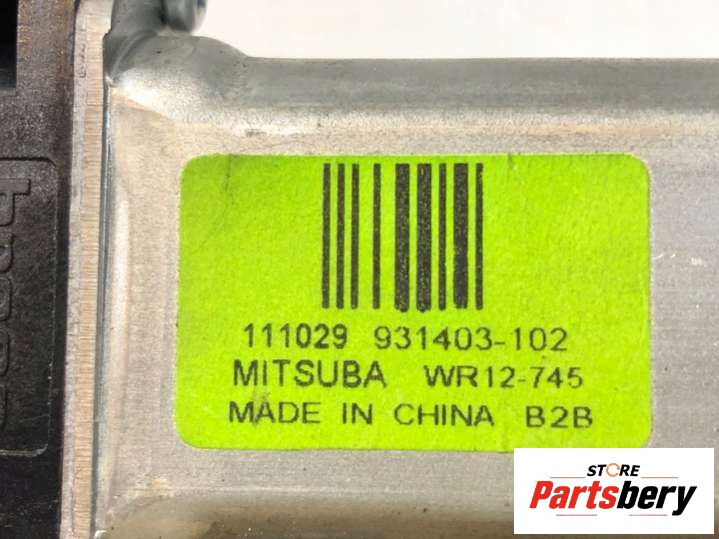 111029 931403-102
MITSUBA WR12-745
MADE IN CHINA B2B
STORE
Partsbery